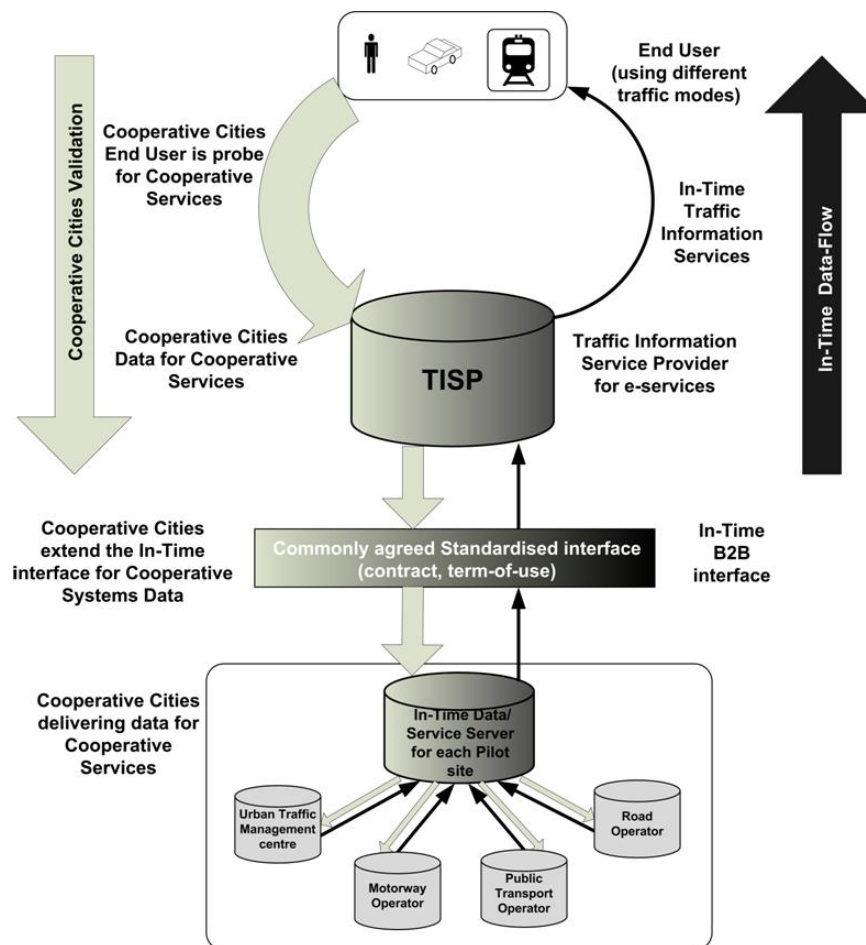 End User
(using different
traffic modes)
Cooperative Cities Validation
Cooperative Cities
End User is probe
for Cooperative
Services
In-Time
Traffic
Information
Services
In-Time Data-Flow
Cooperative Cities
Data for Cooperative
Services
TISP
Traffic Information
Service Provider
for e-services
Cooperative Cities
extend the In-Time
interface for Cooperative
Systems Data
Commonly agreed Standardised interface
(contract, term-of-use)
In-Time
B2B
interface
Cooperative Cities
delivering data for
Cooperative
Services
In-Time Data/
Service Server
for each Pilot
site
Urban Traffic
Management
centre
Motorway
Operator
Public
Transport
Operator
Road
Operator